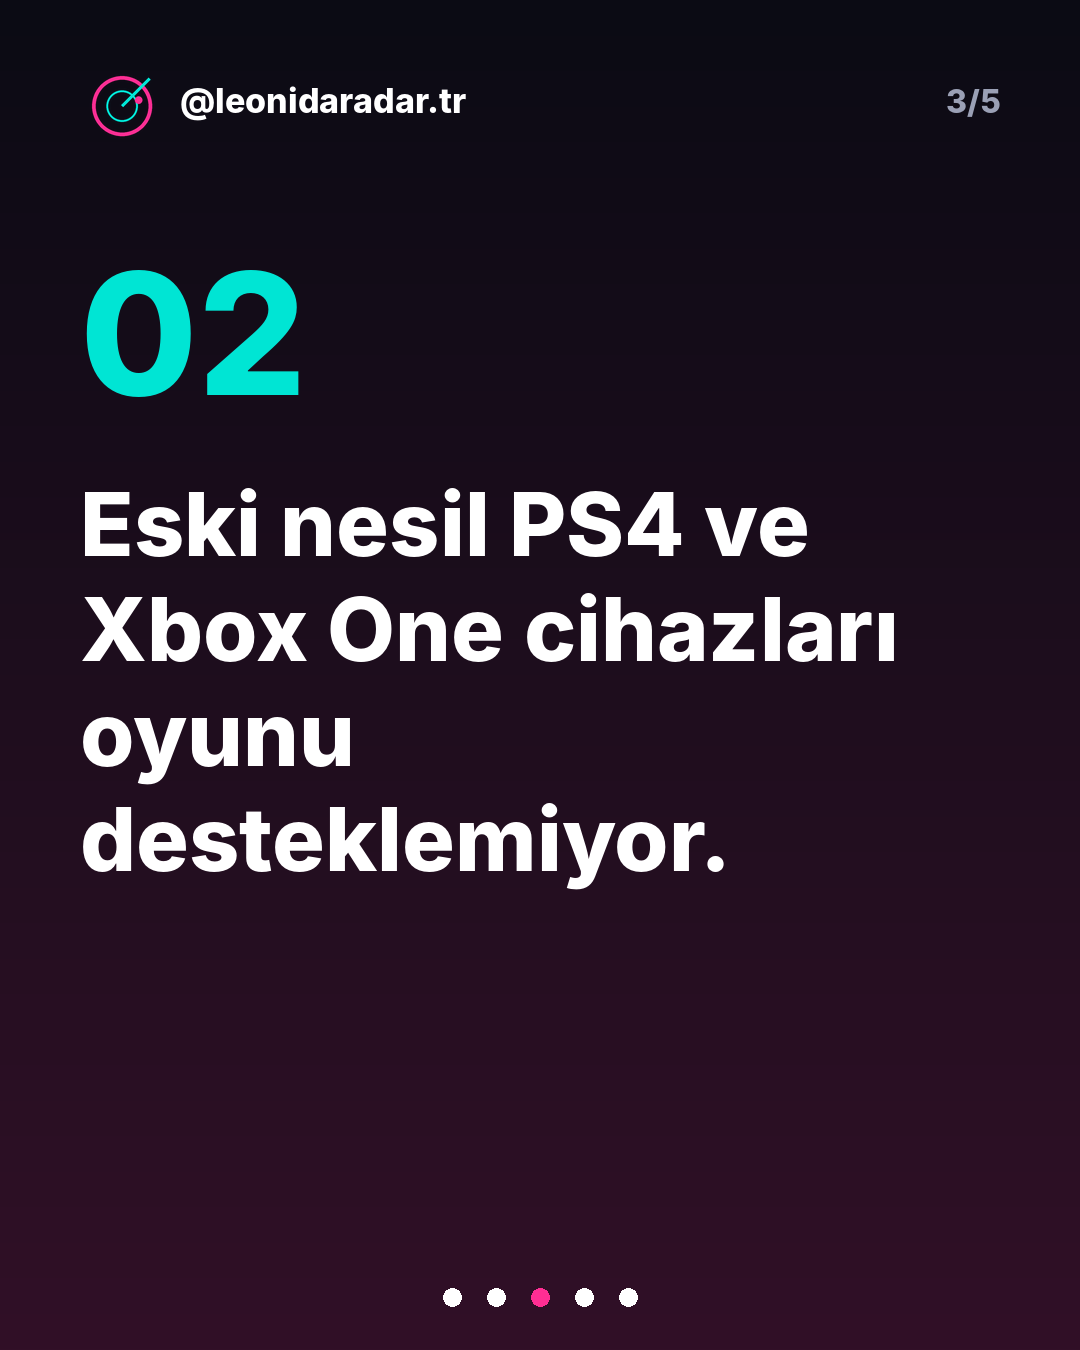 @leonidaradar.tr
3/5
02
Eski nesil PS4 ve
Xbox One cihazları
oyunu
desteklemiyor.